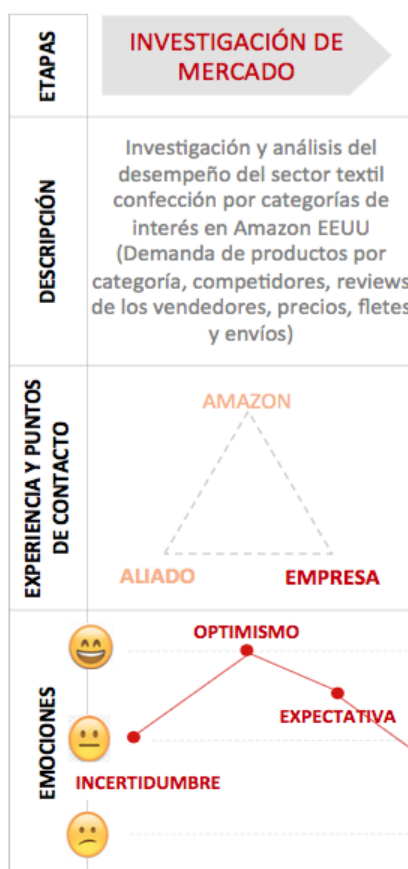 ETAPAS
INVESTIGACIÓN DE
MERCADO
DESCRIPCIÓN
Investigación y análisis del
desempeño del sector textil
confección por categorías de
interés en Amazon EEUU
(Demanda de productos por
categoría, competidores, reviews
de los vendedores, precios, fletes
y envíos)
EXPERIENCIA Y PUNTOS
DE CONTACTO
AMAZON
ALIADO
EMPRESA
EMOCIONES
OPTIMISMO
EXPECTATIVA
INCERTIDUMBRE